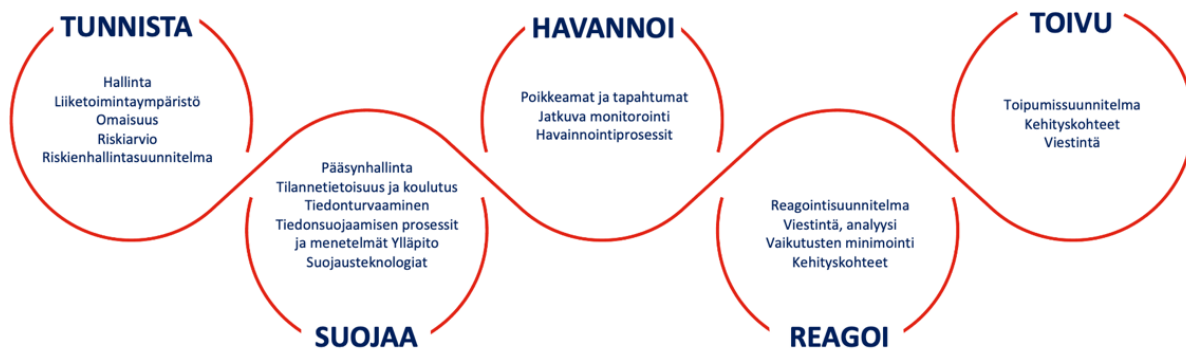 TUNNISTA
Hallinta
Liiketoimintaympäristö
Omaisuus
Riskiarvio
Riskienhallintasuunnitelma
Pääsynhallinta
Tilannetietoisuus ja koulutus
Tiedonturvaaminen
Tiedonsuojaamisen prosessit
ja menetelmät Ylläpito
Suojausteknologiat
SUOJAA
HAVANNOI
Poikkeamat ja tapahtumat
Jatkuva monitorointi
Havainnointiprosessit
Reagointisuunnitelma
Viestintä, analyysi
Vaikutusten minimointi
Kehityskohteet
REAGOI
TOIVU
Toipumissuunnitelma
Kehityskohteet
Viestintä